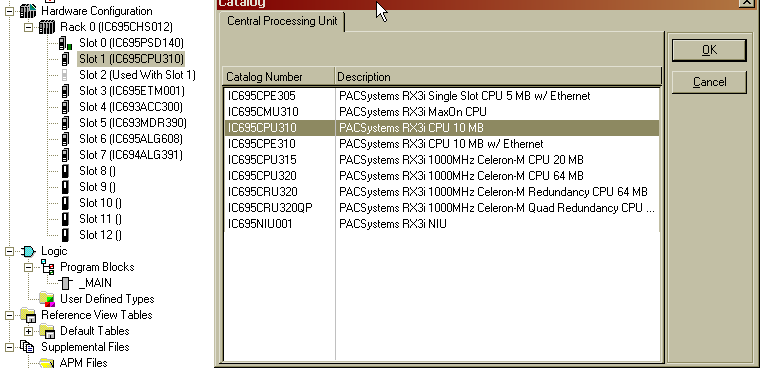 Hardware Configuration
Rack 0 (IC695CHS012)
Slot 0 (IC695PSD140)
Slot 1 (IC695CPU310)
Slot 2 (Used With Slot 1)
Slot 3 (IC695ETM001)
Slot 4 (IC693ACC300)
Slot 5 (IC693MDR390)
Slot 6 (IC695ALG608)
Slot 7 (IC694ALG391)
Slot 8 ()
Slot 9 ()
Slot 10 ()
Slot 11 ()
Slot 12 ()
Logic
Program Blocks
_MAIN
User Defined Types
Reference View Tables
Default Tables
Supplemental Files
APM Files
Catalog
Central Processing Unit
Catalog Number Description
IC695CPE305 PACSystems RX3i Single Slot CPU 5 MB w/ Ethernet
IC695CMU310 PACSystems RX3i MaxOn CPU
IC695CPU310 PACSystems RX3i CPU 10 MB
IC695CPE310 PACSystems RX3i CPU 10 MB w/ Ethernet
IC695CPU315 PACSystems RX3i 1000MHz Celeron-M CPU 20 MB
IC695CPU320 PACSystems RX3i 1000MHz Celeron-M CPU 64 MB
IC695CRU320 PACSystems RX3i 1000MHz Celeron-M Redundancy CPU 64 MB
IC695CRU320QP PACSystems RX3i 1000MHz Celeron-M Quad Redundancy CPU ...
IC695NIU001 PACSystems RX3i NIU
OK
Cancel